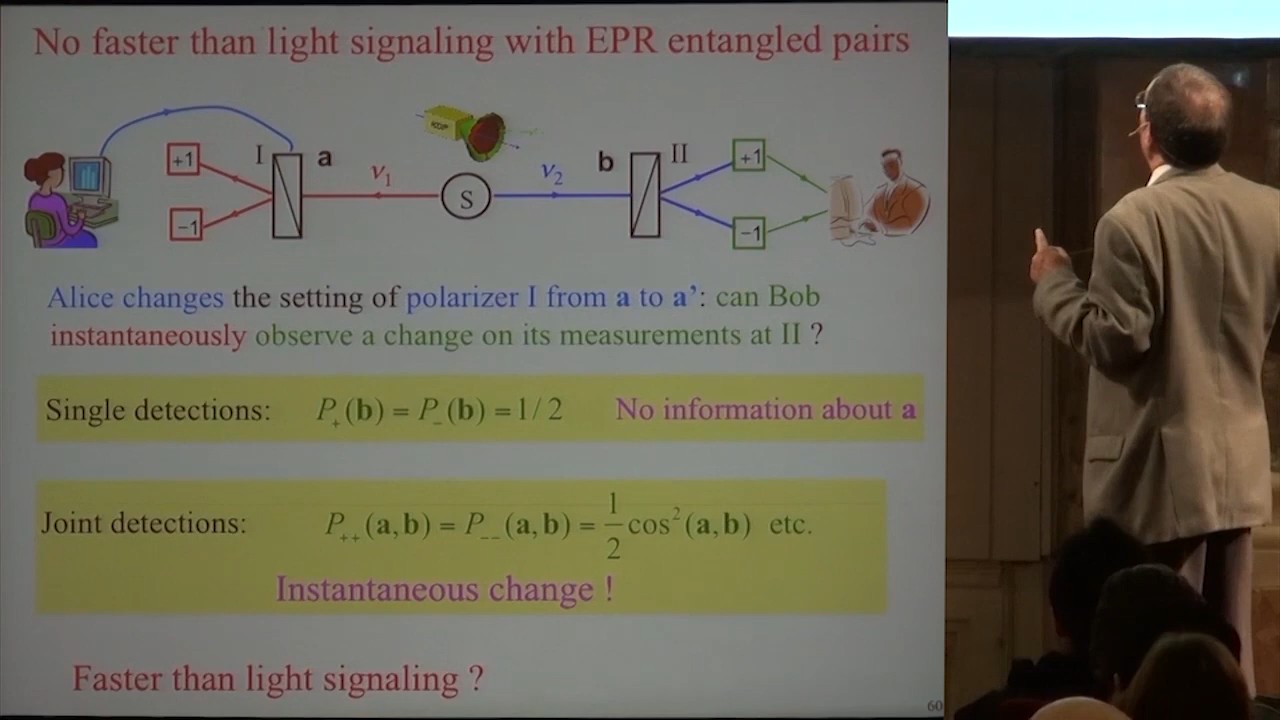 No faster than light signaling with EPR entangled pairs
+1 I a ν1 S ν2 b II +1
−1 −1
Alice changes the setting of polarizer I from a to a’: can Bob
instantaneously observe a change on its measurements at II ?
Single detections: P+(b) = P−(b) = 1/2 No information about a
Joint detections: P++(a,b) = P−−(a,b) = 1/2 cos²(a,b) etc.
Instantaneous change !
Faster than light signaling ?
60